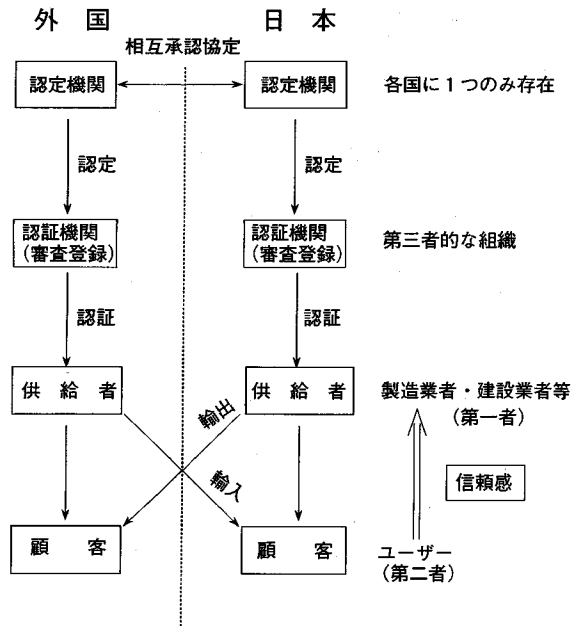 外国 日本
相互承認協定
認定機関 認定機関 各国に1つのみ存在
認定 認定
認証機関 認証機関
(審査登録) (審査登録) 第三者的な組織
認証 認証
供給者 供給者 製造業者・建設業者等
(第一者)
輸出
輸入
信頼感
顧客 顧客 ユーザー
(第二者)